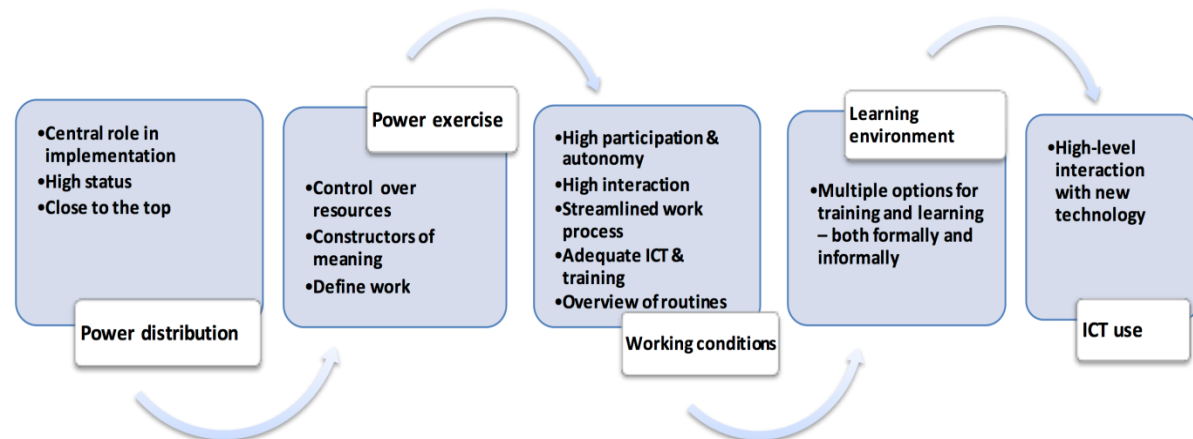 •Central role in
implementation
•High status
•Close to the top
Power distribution
Power exercise
•Control over
resources
•Constructors of
meaning
•Define work
•High participation &
autonomy
•High interaction
•Streamlined work
process
•Adequate ICT &
training
•Overview of routines
Working conditions
Learning
environment
•Multiple options for
training and learning
– both formally and
informally
•High-level
interaction
with new
technology
ICT use